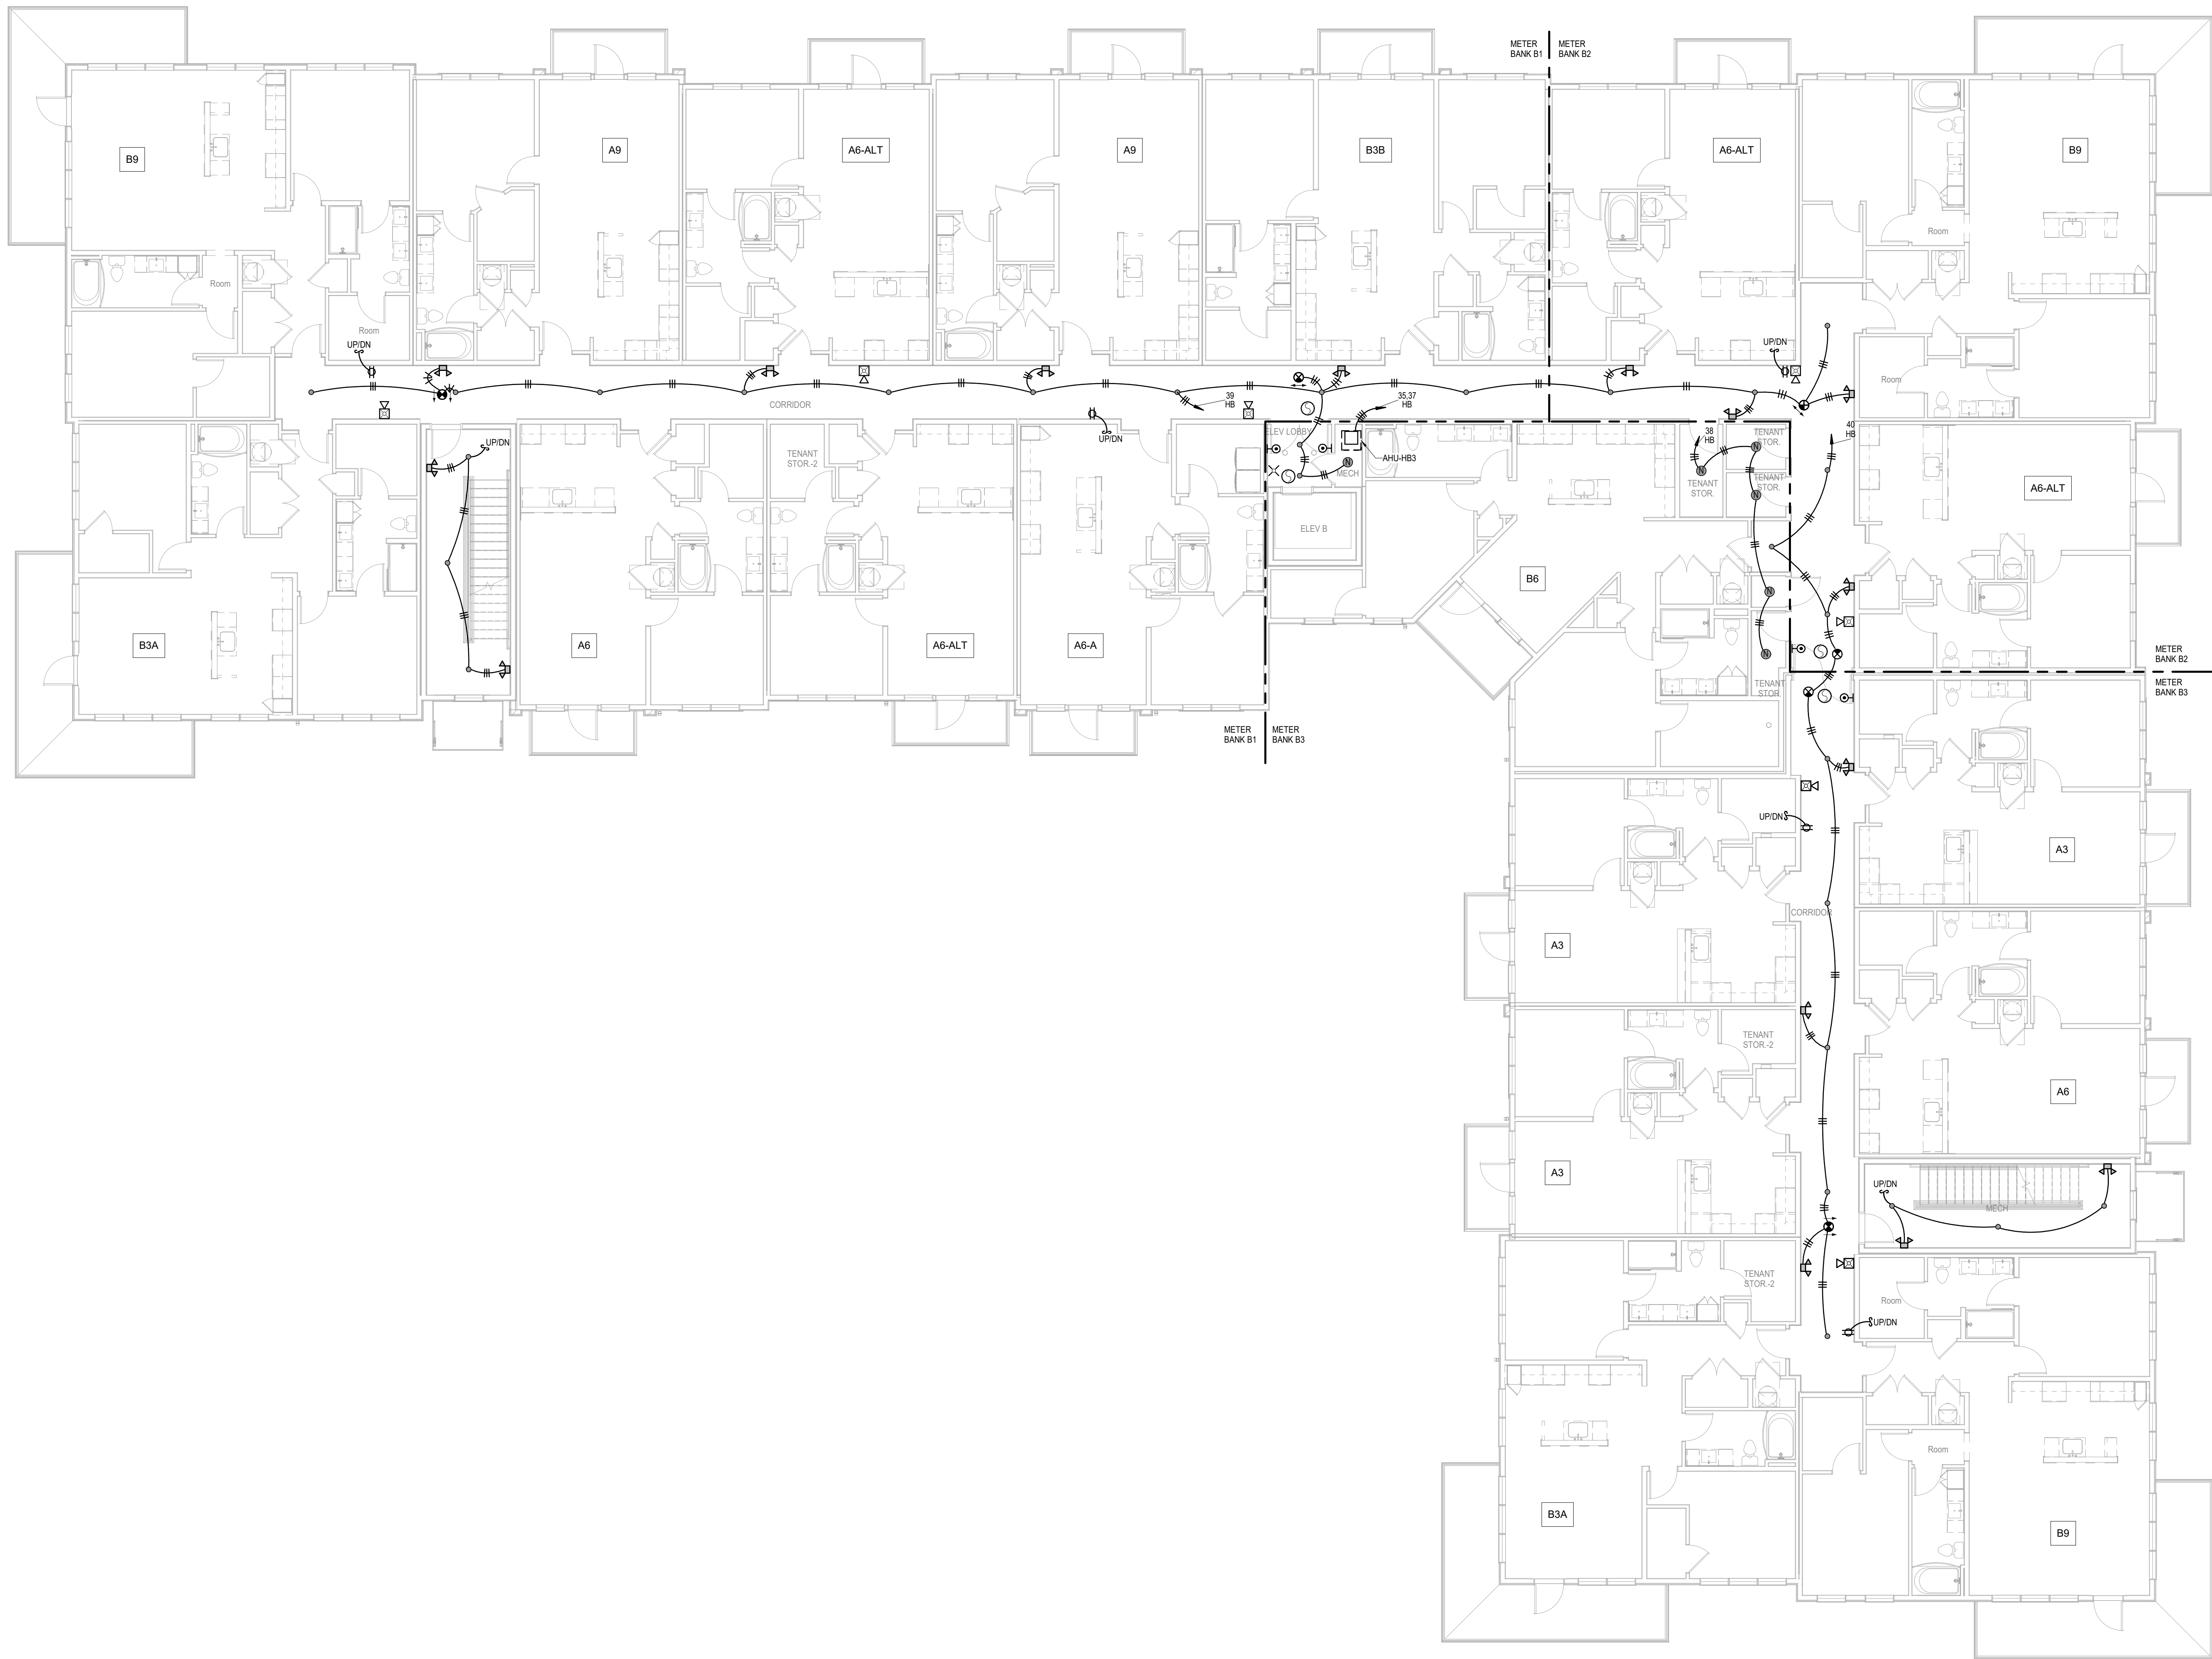 METER
BANK B1
METER
BANK B2
B9
A9
A6-ALT
A9
B3B
A6-ALT
B9
Room
Room
Room
UP/DN
UP/DN
Room
CORRIDOR
39
HB
35,37
HB
UP/DN
UP/DN
ELEV LOBBY
AHU-HB3
MECH
38
HB
TENANT
STOR.
40
HB
TENANT
STOR-2
TENANT
STOR.
TENANT
STOR.
A6-ALT
ELEV B
B6
B3A
A6
A6-ALT
A6-A
METER
BANK B2
METER
BANK B3
TENANT
STOR.
METER
BANK B1
METER
BANK B3
UP/DN
A3
CORRIDOR
A3
TENANT
STOR.-2
A6
A3
UP/DN
MECH
TENANT
STOR.-2
Room
UP/DN
Room
B3A
B9